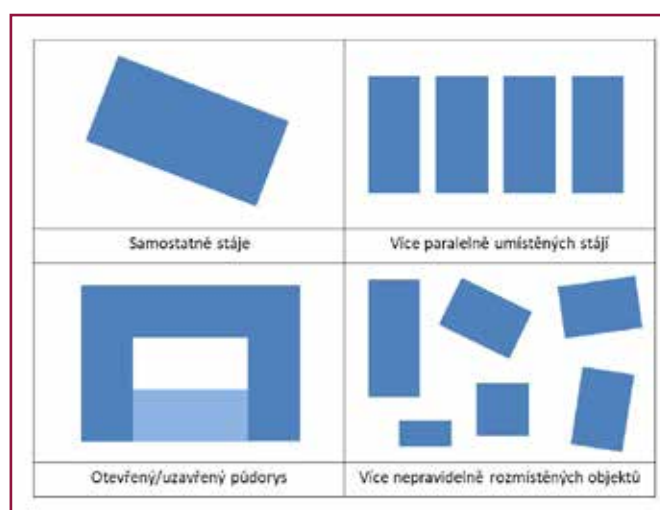 Samostatné stáje
Více paralelně umístěných stájí
Otevřený/uzavřený půdorys
Více nepravidelně rozmístěných objektů